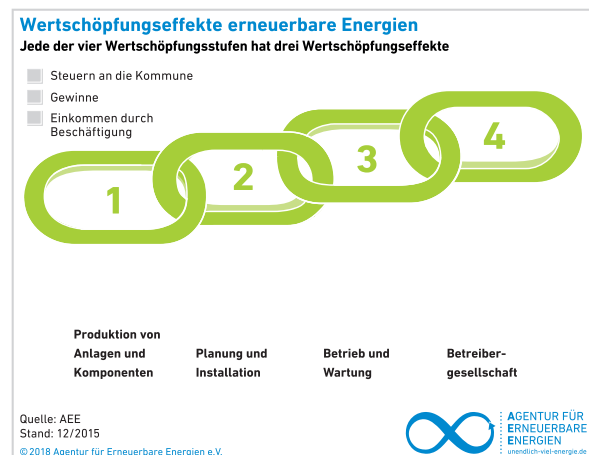 Wertschöpfungseffekte erneuerbare Energien
Jede der vier Wertschöpfungsstufen hat drei Wertschöpfungseffekte
Steuern an die Kommune
Gewinne
Einkommen durch
Beschäftigung
1
2
3
4
Produktion von
Anlagen und
Komponenten
Planung und
Installation
Betrieb und
Wartung
Betreiber-
gesellschaft
Quelle: AEE
Stand: 12/2015
© 2018 Agentur für Erneuerbare Energien e.V.
AGENTUR FÜR
ERNEUERBARE
ENERGIEN
unendlich-viel-energie.de